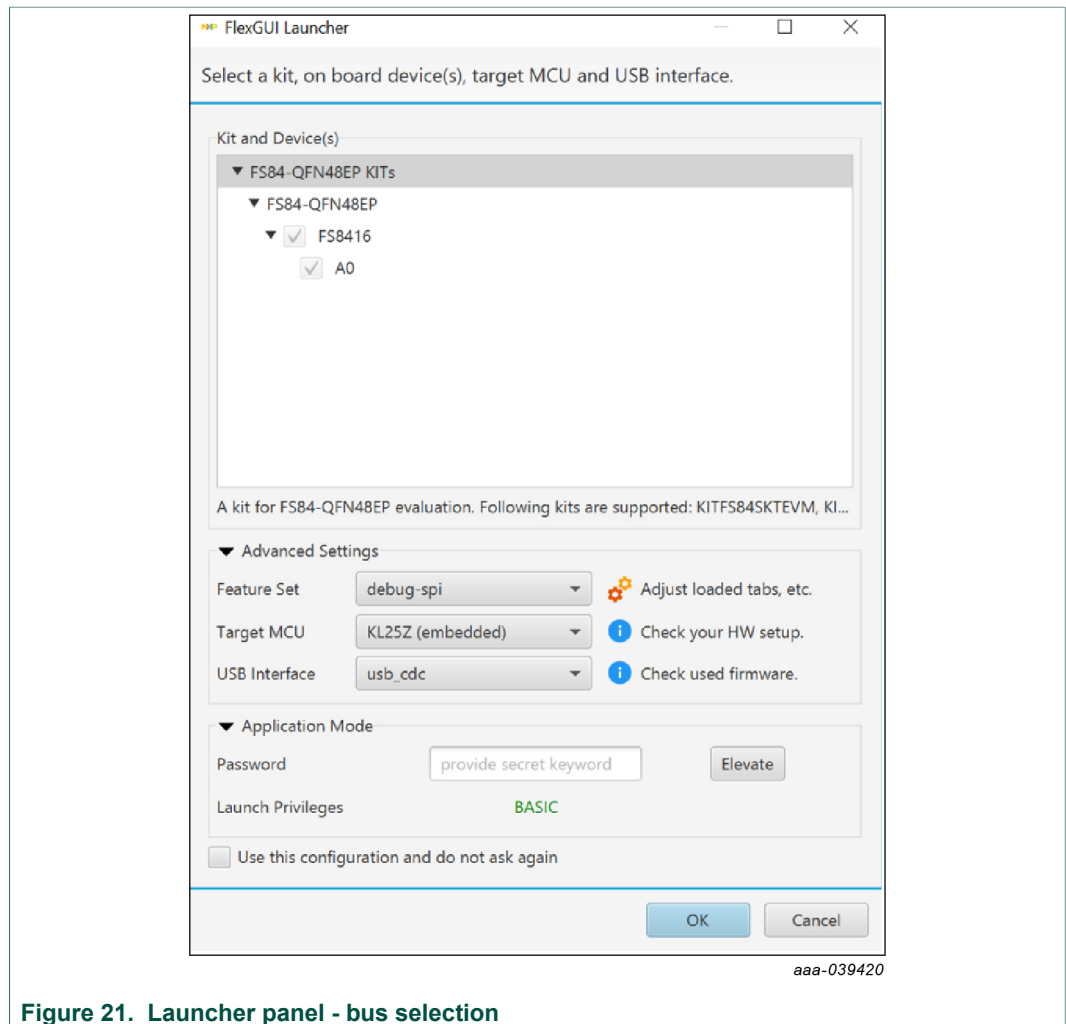 NXP FlexGUI Launcher
Select a kit, on board device(s), target MCU and USB interface.
Kit and Device(s)
FS84-QFN48EP KITs
FS84-QFN48EP
FS8416
A0
A kit for FS84-QFN48EP evaluation. Following kits are supported: KITFS84SKTEVM, KI...
Advanced Settings
Feature Set debug-spi Adjust loaded tabs, etc.
Target MCU KL25Z (embedded) Check your HW setup.
USB Interface usb_cdc Check used firmware.
Application Mode
Password provide secret keyword Elevate
Launch Privileges BASIC
Use this configuration and do not ask again
OK Cancel
aaa-039420
Figure 21. Launcher panel - bus selection